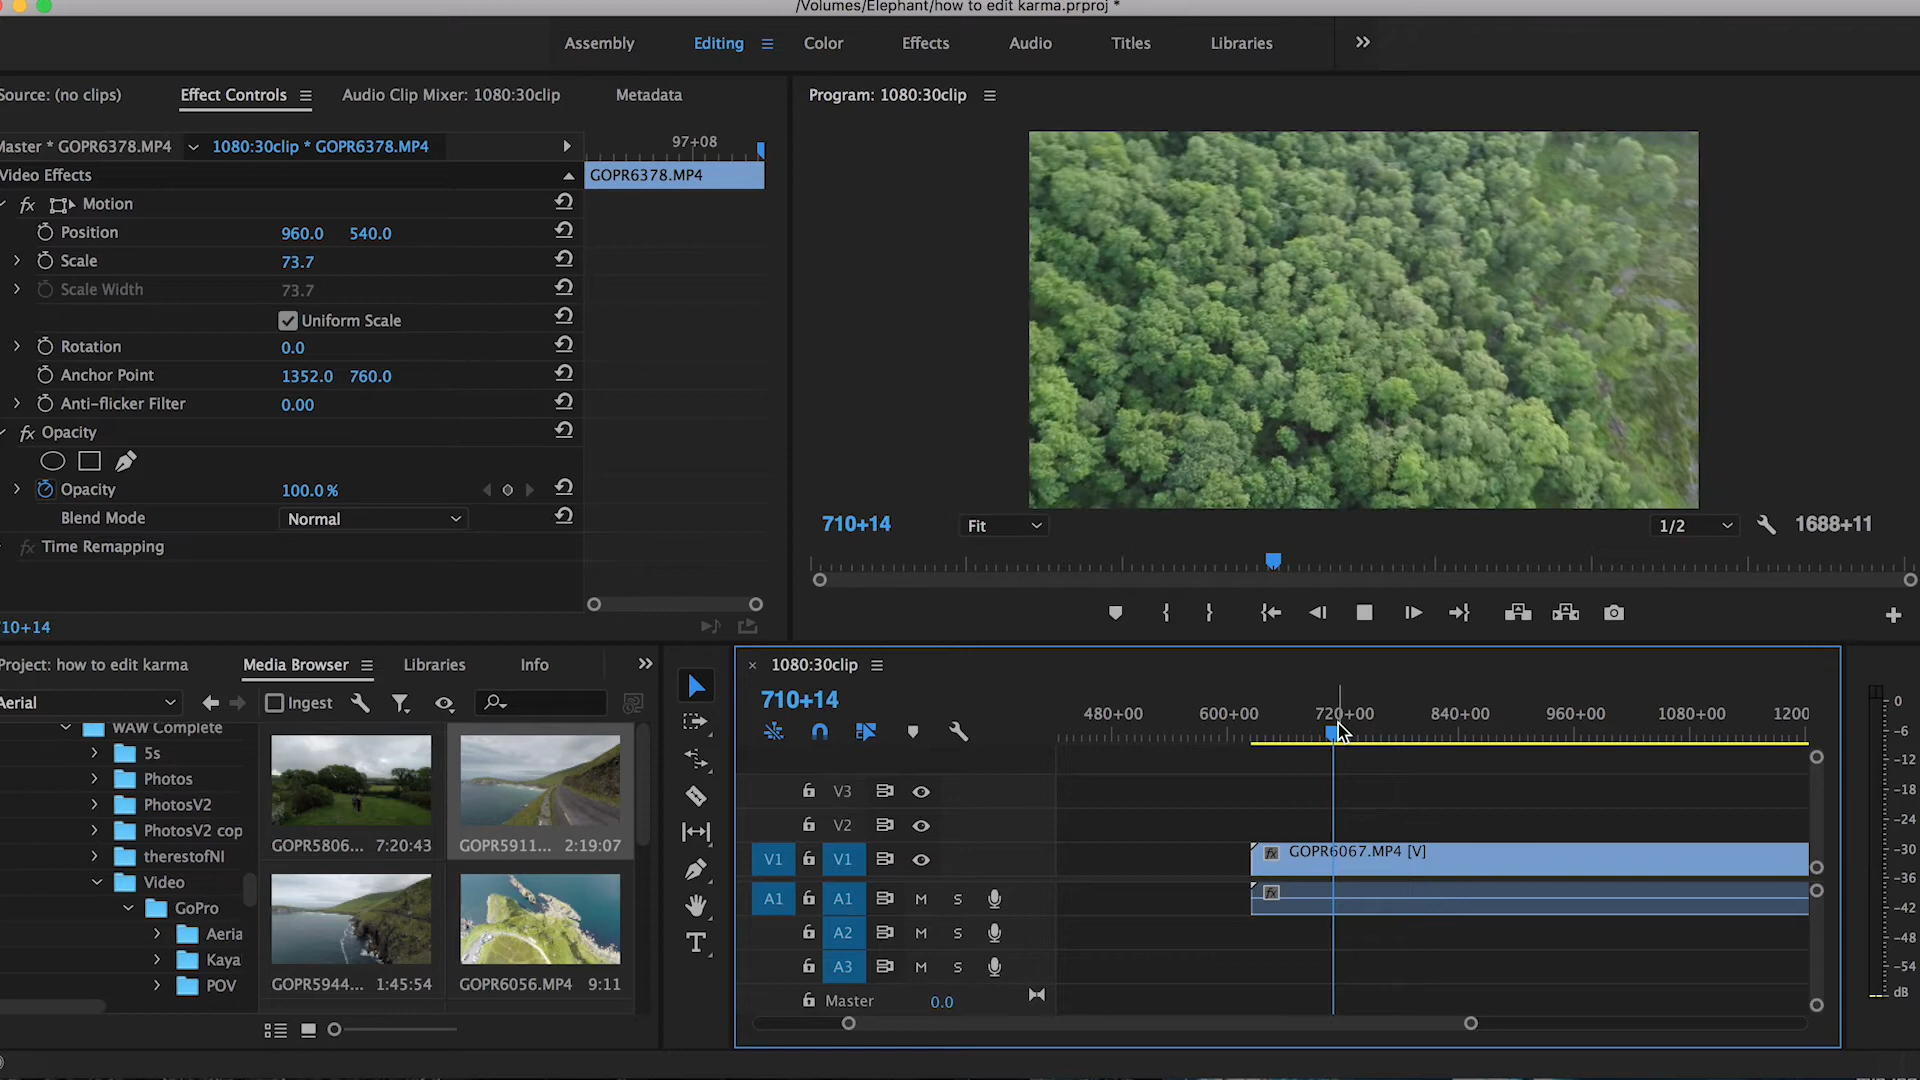 /Volumes/Elephant/how to edit karma.prproj *
Assembly Editing Color Effects Audio Titles Libraries
Source: (no clips) Effect Controls Audio Clip Mixer: 1080:30clip Metadata
Program: 1080:30clip
Master * GOPR6378.MP4 1080:30clip * GOPR6378.MP4
97+08
Video Effects
GOPR6378.MP4
fx Motion
Position 960.0 540.0
Scale 73.7
Scale Width 73.7
Uniform Scale
Rotation 0.0
Anchor Point 1352.0 760.0
Anti-flicker Filter 0.00
fx Opacity
Opacity 100.0 %
Blend Mode Normal
fx Time Remapping
710+14 Fit 1/2 1688+11
10+14
Project: how to edit karma Media Browser Libraries Info
Aerial Ingest
WAW Complete
5s
Photos
PhotosV2
PhotosV2 cop
therestofNI
Video
GoPro
Aeria
Kaya
POV
GOPR5806... 7:20:43
GOPR5911... 2:19:07
GOPR5944... 1:45:54
GOPR6056.MP4 9:11
T
1080:30clip
710+14
480+00 600+00 720+00 840+00 960+00 1080+00 1200
V3
V2
V1 V1
fx GOPR6067.MP4 [V]
A1 A1 M S
fx
A2 M S
A3 M S
Master 0.0
0
-6
-12
-18
-24
-30
-36
-42
-48
-54
dB